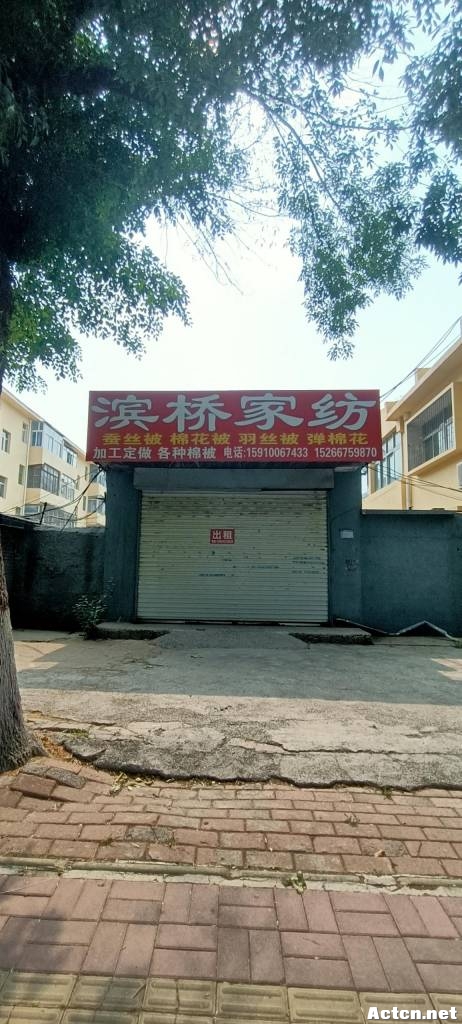 滨桥家纺
蚕丝被 棉花被 羽丝被 弹棉花
加工定做 各种棉被 电话:15910067433 15266759870
出租
Actcn.net